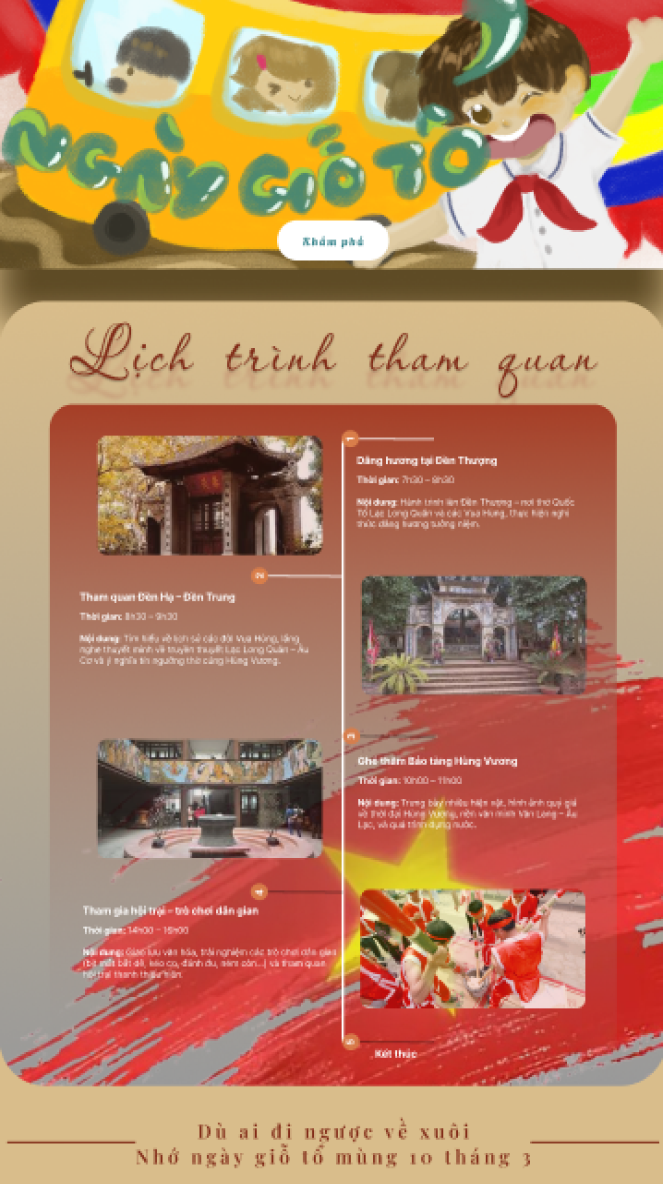 NGÀY GIỖ TỔ
Khám phá
Lịch trình tham quan
1
Dâng hương tại Đền Thượng
Thời gian: 7h30 – 8h30
Nội dung: Hành trình lên Đền Thượng – nơi thờ Quốc
Tổ Lạc Long Quân và các Vua Hùng, thực hiện nghi
thức dâng hương tưởng niệm.
2
Tham quan Đền Hạ – Đền Trung
Thời gian: 8h30 – 9h30
Nội dung: Tìm hiểu về lịch sử các đời Vua Hùng, lắng
nghe thuyết minh về truyền thuyết Lạc Long Quân – Âu
Cơ và ý nghĩa tín ngưỡng thờ cúng Hùng Vương.
3
Ghé thăm Bảo tàng Hùng Vương
Thời gian: 10h00 – 11h00
Nội dung: Trưng bày nhiều hiện vật, hình ảnh quý giá
về thời đại Hùng Vương, nền văn minh Văn Lang – Âu
Lạc, và quá trình dựng nước.
4
Tham gia hội trại – trò chơi dân gian
Thời gian: 14h00 – 16h00
Nội dung: Giao lưu văn hóa, trải nghiệm các trò chơi dân gian
(bịt mắt bắt dê, kéo co, đánh đu, ném còn...) và tham quan
hội trại thanh thiếu niên.
5
Kết thúc
Dù ai đi ngược về xuôi
Nhớ ngày giỗ tổ mùng 10 tháng 3